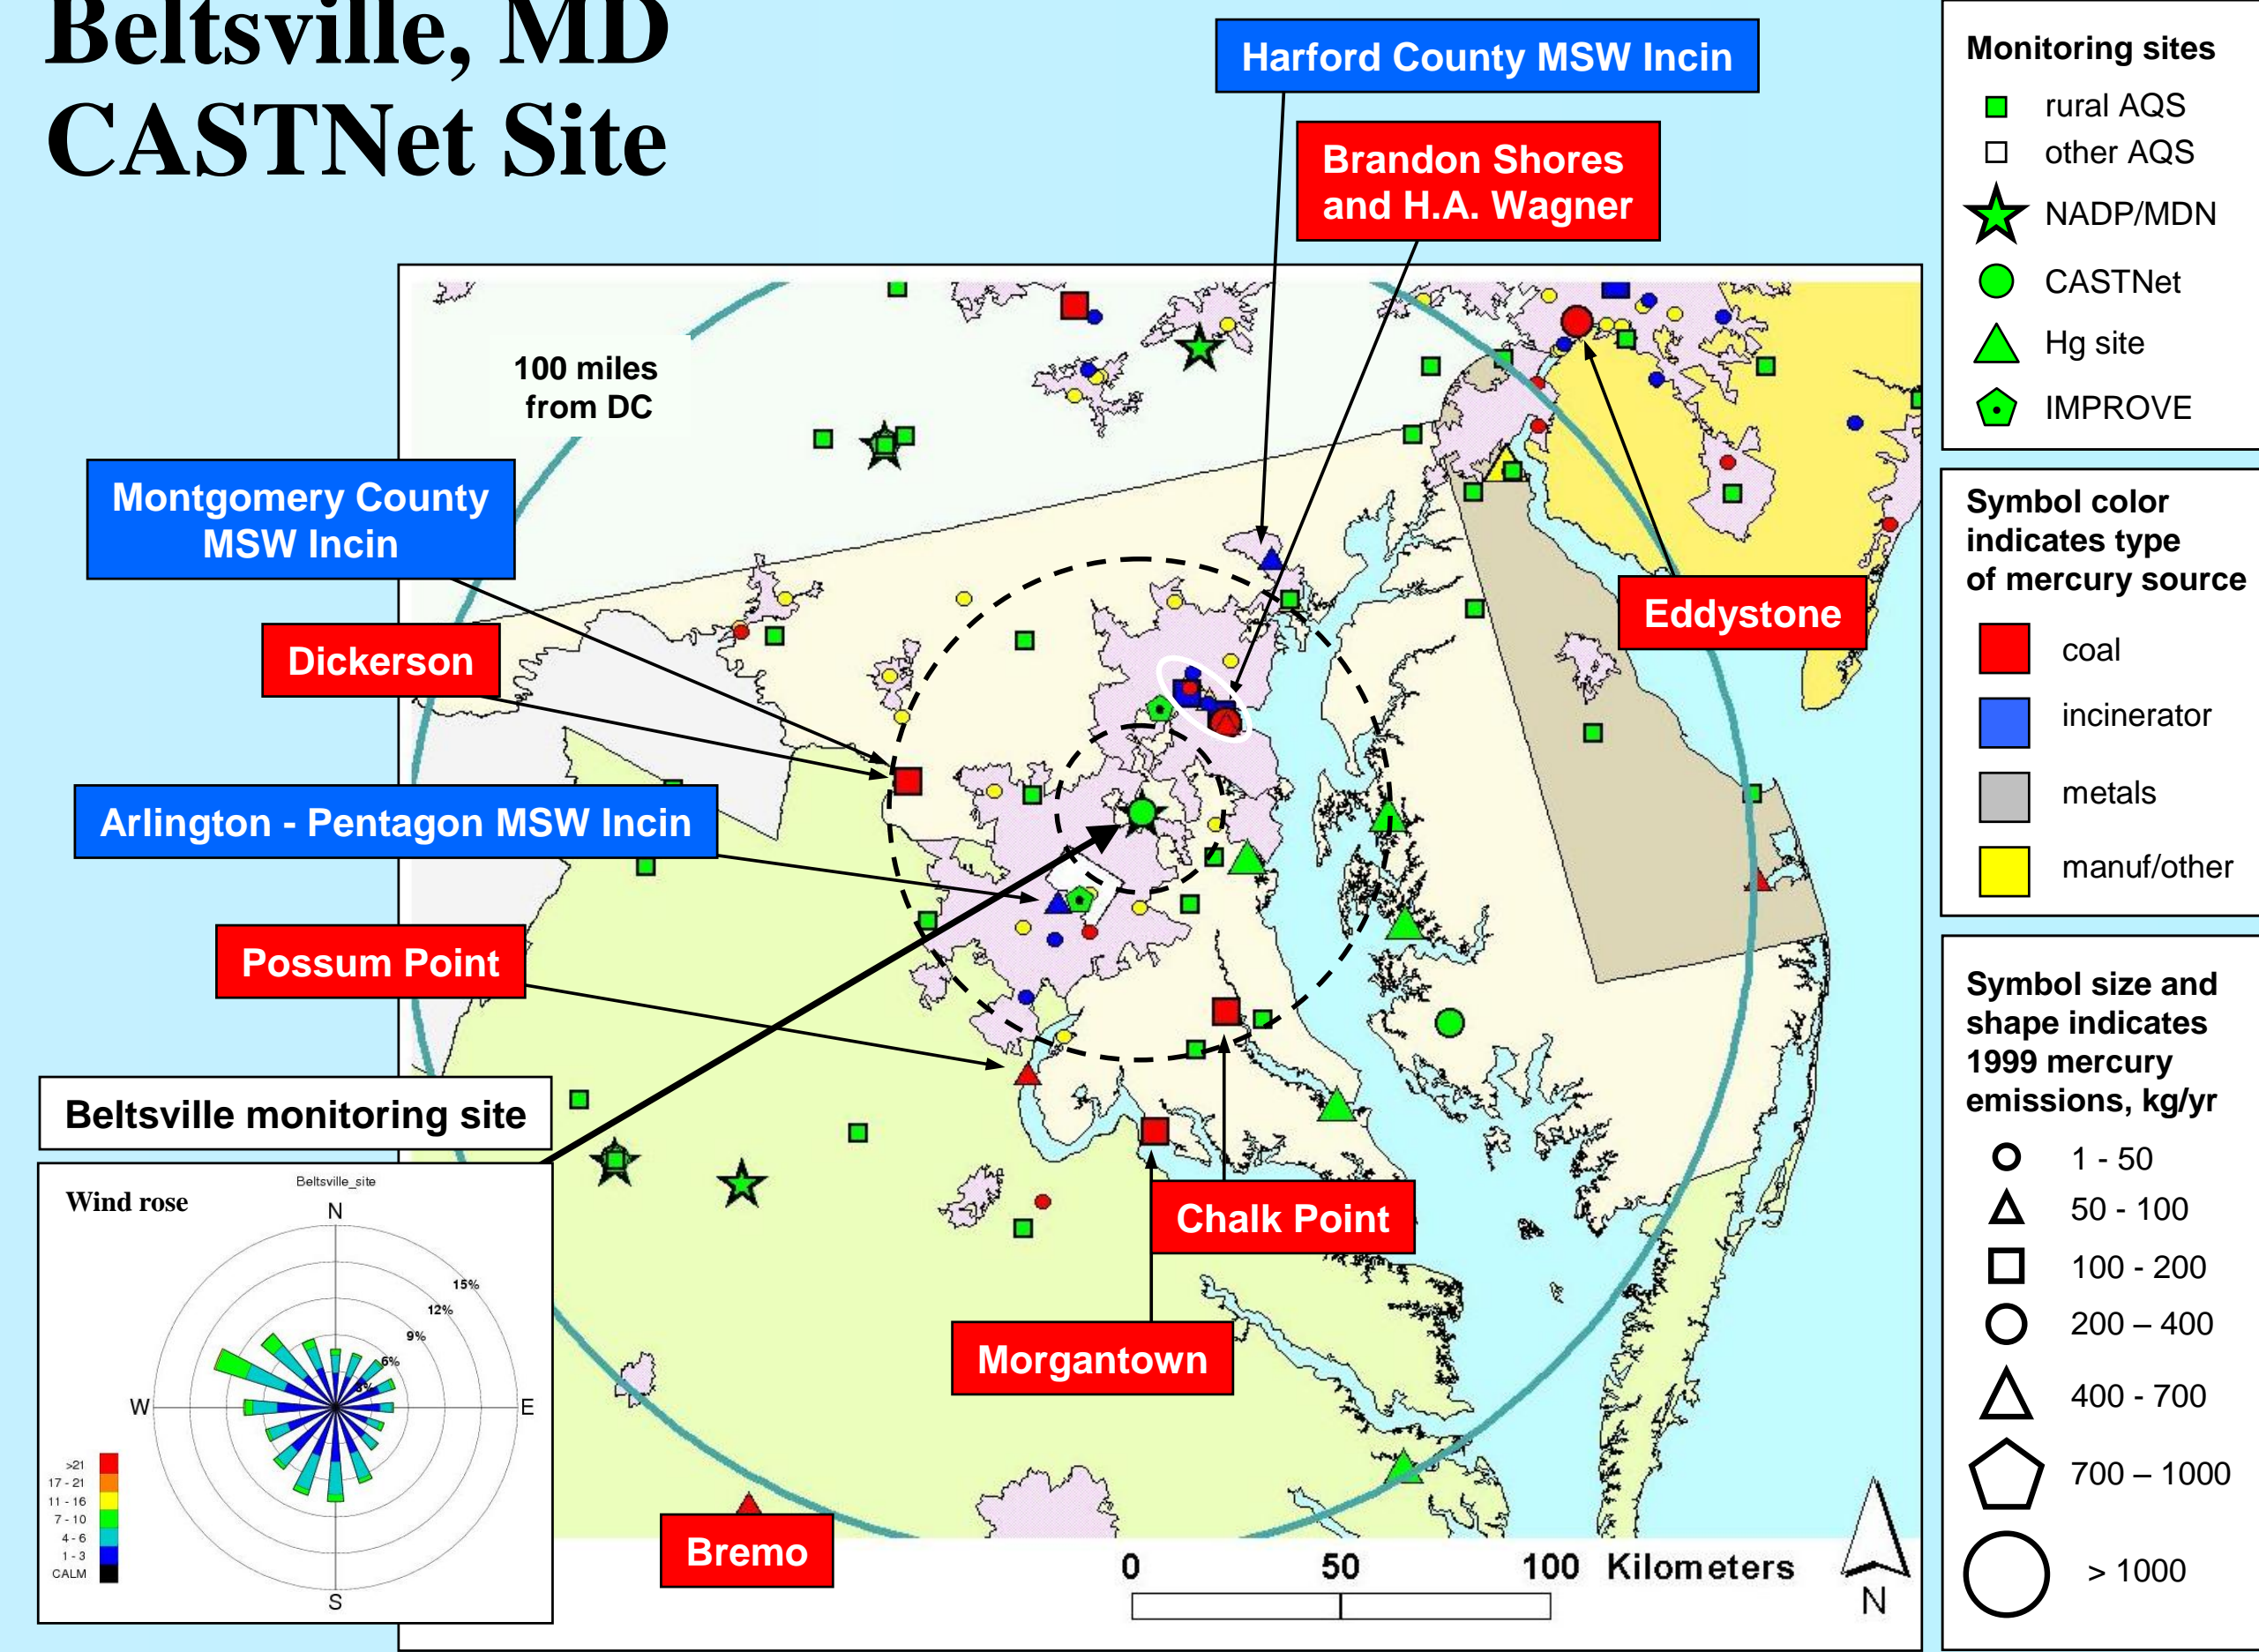 Beltsville, MD
CASTNet Site
Harford County MSW Incin
Brandon Shores
and H.A. Wagner
100 miles
from DC
Montgomery County
MSW Incin
Dickerson
Eddystone
Arlington - Pentagon MSW Incin
Possum Point
Beltsville monitoring site
Chalk Point
Morgantown
Bremo
0 50 100 Kilometers
N
Wind rose
Beltsville_site
N
15%
12%
9%
6%
3%
W
E
S
>21
17 - 21
11 - 16
7 - 10
4 - 6
1 - 3
CALM
Monitoring sites
rural AQS
other AQS
NADP/MDN
CASTNet
Hg site
IMPROVE
Symbol color
indicates type
of mercury source
coal
incinerator
metals
manuf/other
Symbol size and
shape indicates
1999 mercury
emissions, kg/yr
1 - 50
50 - 100
100 - 200
200 – 400
400 - 700
700 – 1000
> 1000